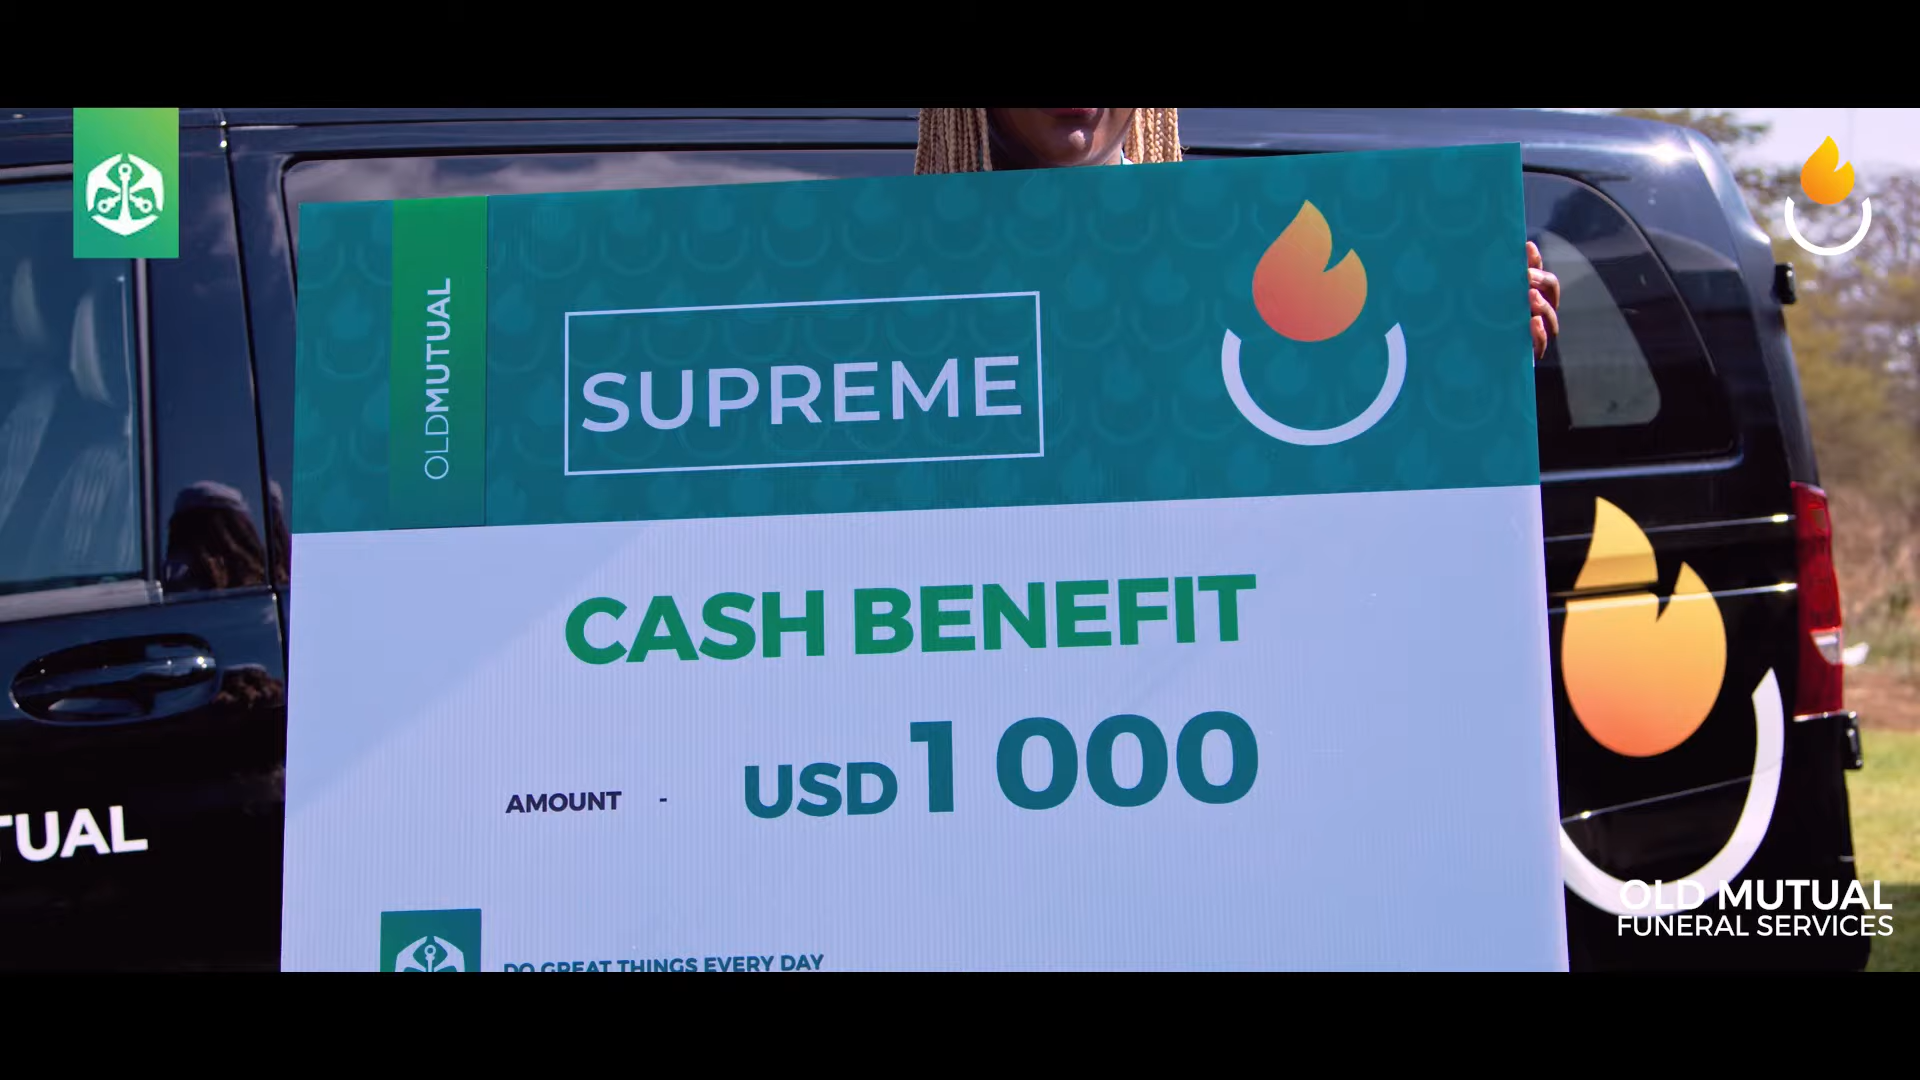 OLDMUTUAL
SUPREME
CASH BENEFIT
AMOUNT - USD 1 000
DO GREAT THINGS EVERY DAY
TUAL
OLD MUTUAL
FUNERAL SERVICES